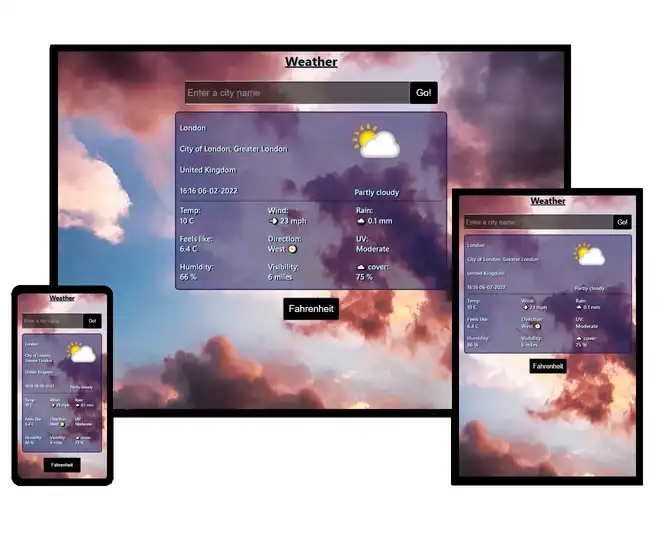 Weather
Enter a city name
Go!
London
City of London, Greater London
United Kingdom
16:16 06-02-2022
Partly cloudy
Temp: Wind: Rain:
10 C 23 mph 0.1 mm
Feels like: Direction: UV:
6.4 C West Moderate
Humidity: Visibility: cover:
66 % 6 miles 75 %
Fahrenheit
Weather
Enter a city name
Go!
London
City of London, Greater London
United Kingdom
16:16 06-02-2022
Partly cloudy
Temp: Wind: Rain:
10 C 23 mph 0.1 mm
Feels like: Direction: UV:
6.4 C West Moderate
Humidity: Visibility: cover:
66 % 6 miles 75 %
Fahrenheit
Weather
Enter a city name
Go!
London
City of London,
Greater London
United Kingdom
16:16 06-02-2022
Partly cloudy
Temp: Wind: Rain:
10 C 23 mph 0.1 mm
Feels like: Direction: UV:
6.4 C West Moderate
Humidity: Visibility: cover:
66 % 6 miles 75 %
Fahrenheit